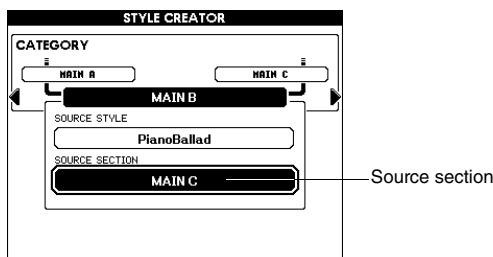 STYLE CREATOR
CATEGORY
MAIN A
MAIN C
MAIN B
SOURCE STYLE
PianoBallad
SOURCE SECTION
MAIN C
Source section